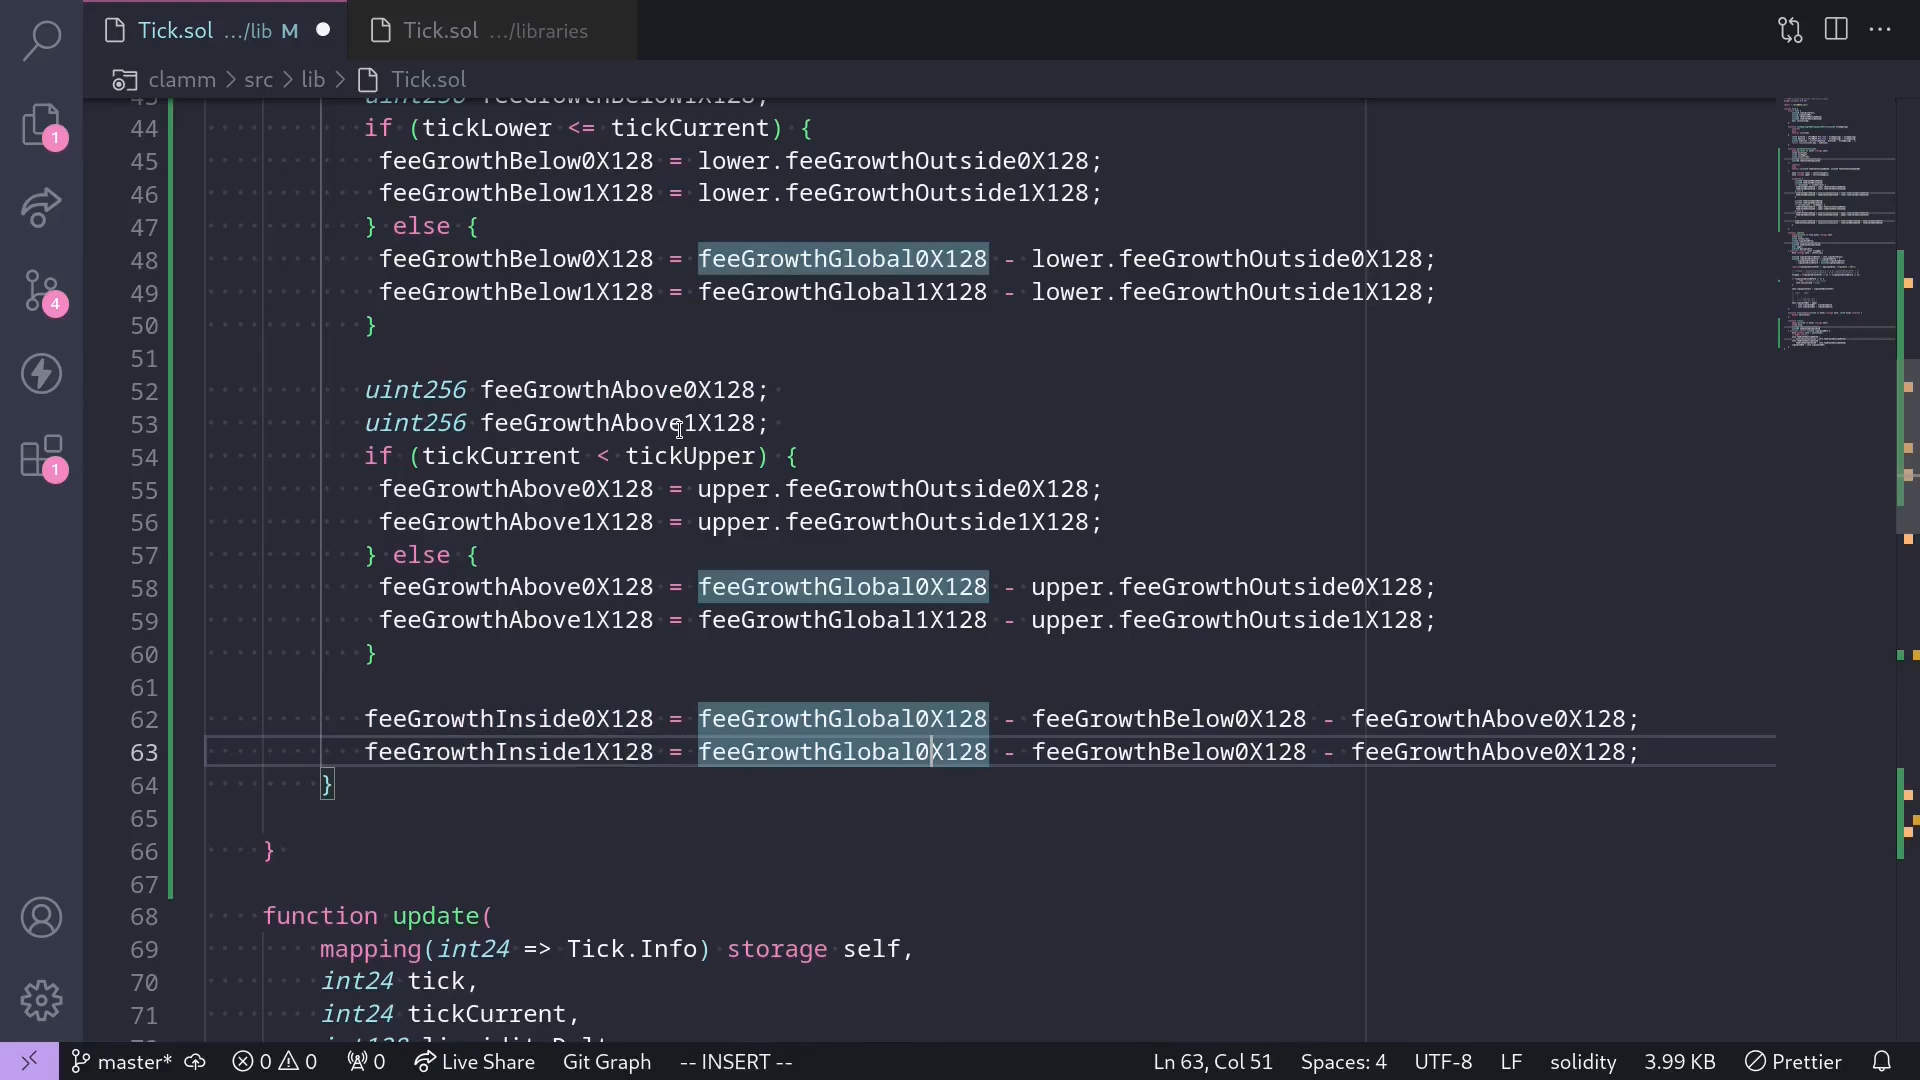 Tick.sol .../lib M
Tick.sol .../libraries
clamm > src > lib > Tick.sol
1
4
1
44 if (tickLower <= tickCurrent) {
45 feeGrowthBelow0X128 = lower.feeGrowthOutside0X128;
46 feeGrowthBelow1X128 = lower.feeGrowthOutside1X128;
47 } else {
48 feeGrowthBelow0X128 = feeGrowthGlobal0X128 - lower.feeGrowthOutside0X128;
49 feeGrowthBelow1X128 = feeGrowthGlobal1X128 - lower.feeGrowthOutside1X128;
50 }
51
52 uint256 feeGrowthAbove0X128;
53 uint256 feeGrowthAbove1X128;
54 if (tickCurrent < tickUpper) {
55 feeGrowthAbove0X128 = upper.feeGrowthOutside0X128;
56 feeGrowthAbove1X128 = upper.feeGrowthOutside1X128;
57 } else {
58 feeGrowthAbove0X128 = feeGrowthGlobal0X128 - upper.feeGrowthOutside0X128;
59 feeGrowthAbove1X128 = feeGrowthGlobal1X128 - upper.feeGrowthOutside1X128;
60 }
61
62 feeGrowthInside0X128 = feeGrowthGlobal0X128 - feeGrowthBelow0X128 - feeGrowthAbove0X128;
63 feeGrowthInside1X128 = feeGrowthGlobal0X128 - feeGrowthBelow0X128 - feeGrowthAbove0X128;
64 }
65
66 }
67
68 function update(
69 mapping(int24 => Tick.Info) storage self,
70 int24 tick,
71 int24 tickCurrent,
master* 0 0 0 Live Share Git Graph -- INSERT -- Ln 63, Col 51 Spaces: 4 UTF-8 LF solidity 3.99 KB Prettier